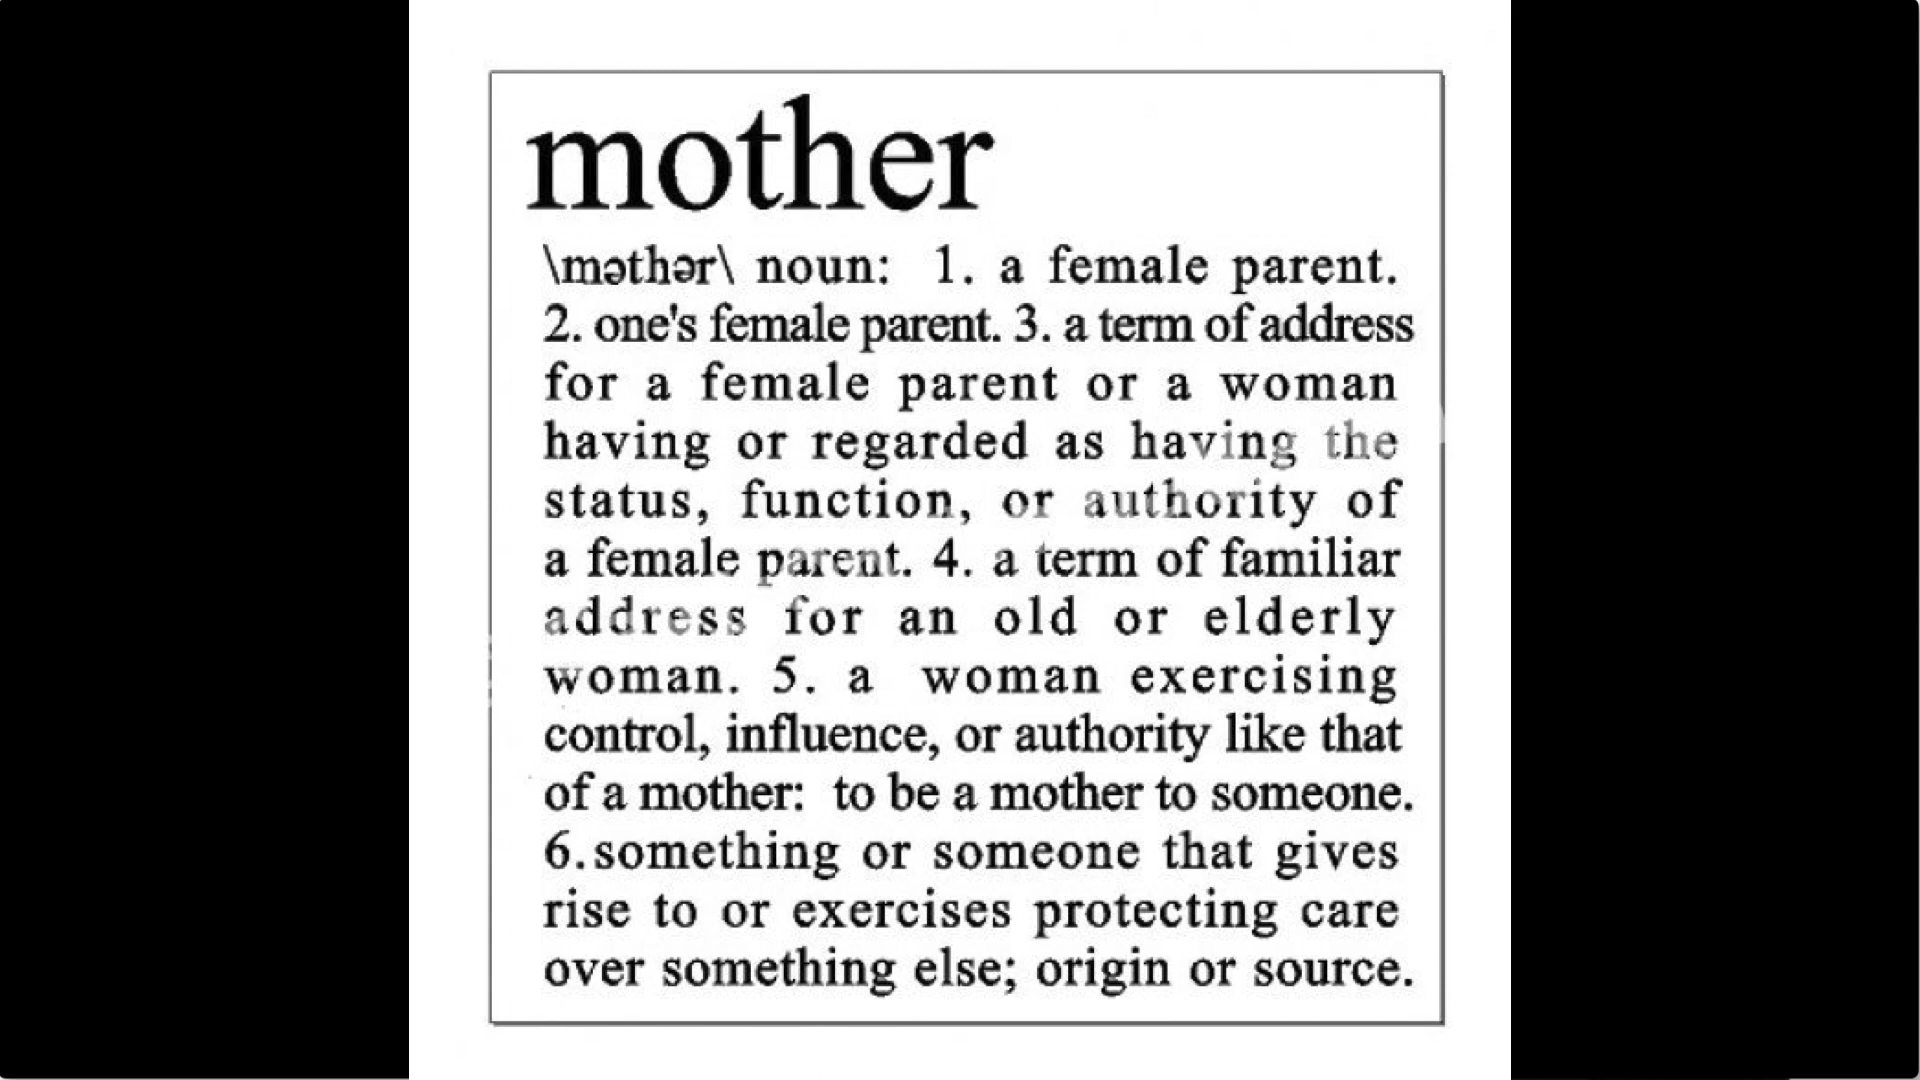 mother
\məthər\ noun: 1. a female parent.
2. one's female parent. 3. a term of address
for a female parent or a woman
having or regarded as having the
status, function, or authority of
a female parent. 4. a term of familiar
address for an old or elderly
woman. 5. a woman exercising
control, influence, or authority like that
of a mother: to be a mother to someone.
6.something or someone that gives
rise to or exercises protecting care
over something else; origin or source.